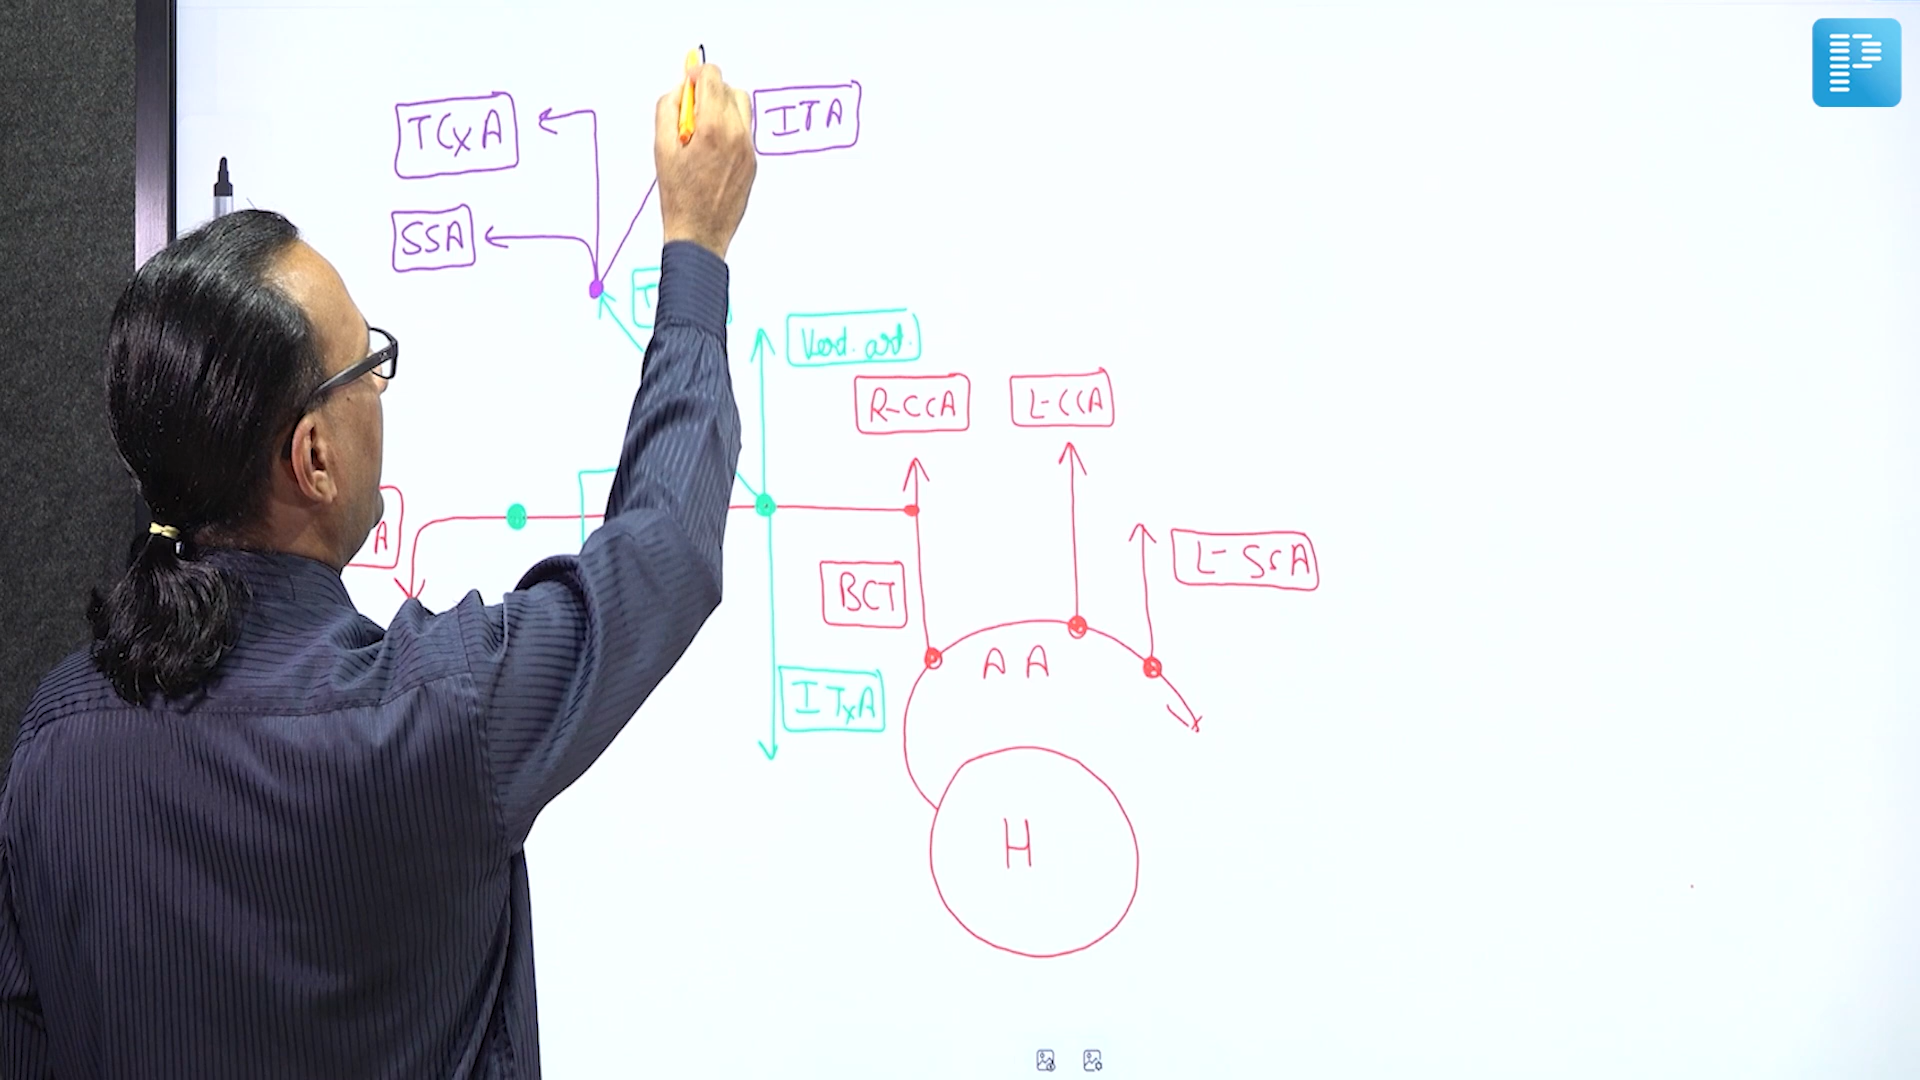 TCxA
ITA
SSA
Vert. art.
R-CCA
L-CCA
A
L-SCA
BCT
AA
ITxA
H